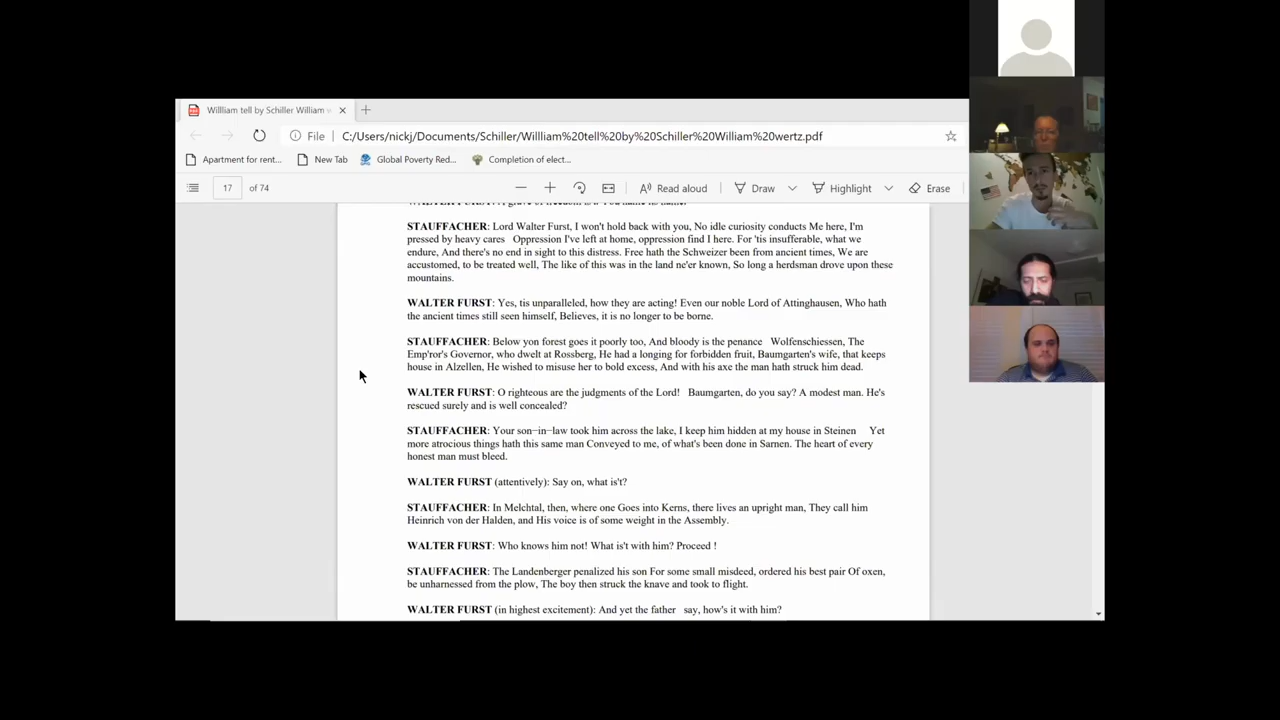 Willliam tell by Schiller William
File C:/Users/nickj/Documents/Schiller/Willliam%20tell%20by%20Schiller%20William%20wertz.pdf
Apartment for rent... New Tab Global Poverty Red... Completion of elect...
17 of 74 Read aloud Draw Highlight Erase
STAUFFACHER: Lord Walter Furst, I won't hold back with you, No idle curiosity conducts Me here, I'm
pressed by heavy cares Oppression I've left at home, oppression find I here. For 'tis insufferable, what we
endure, And there's no end in sight to this distress. Free hath the Schweizer been from ancient times, We are
accustomed, to be treated well, The like of this was in the land ne'er known, So long a herdsman drove upon these
mountains.
WALTER FURST: Yes, tis unparalleled, how they are acting! Even our noble Lord of Attinghausen, Who hath
the ancient times still seen himself, Believes, it is no longer to be borne.
STAUFFACHER: Below yon forest goes it poorly too, And bloody is the penance Wolfenschiessen, The
Emp'ror's Governor, who dwelt at Rossberg, He had a longing for forbidden fruit, Baumgarten's wife, that keeps
house in Alzellen, He wished to misuse her to bold excess, And with his axe the man hath struck him dead.
WALTER FURST: O righteous are the judgments of the Lord! Baumgarten, do you say? A modest man. He's
rescued surely and is well concealed?
STAUFFACHER: Your son−in−law took him across the lake, I keep him hidden at my house in Steinen Yet
more atrocious things hath this same man Conveyed to me, of what's been done in Sarnen. The heart of every
honest man must bleed.
WALTER FURST (attentively): Say on, what is't?
STAUFFACHER: In Melchtal, then, where one Goes into Kerns, there lives an upright man, They call him
Heinrich von der Halden, and His voice is of some weight in the Assembly.
WALTER FURST: Who knows him not! What is't with him? Proceed !
STAUFFACHER: The Landenberger penalized his son For some small misdeed, ordered his best pair Of oxen,
be unharnessed from the plow, The boy then struck the knave and took to flight.
WALTER FURST (in highest excitement): And yet the father say, how's it with him?